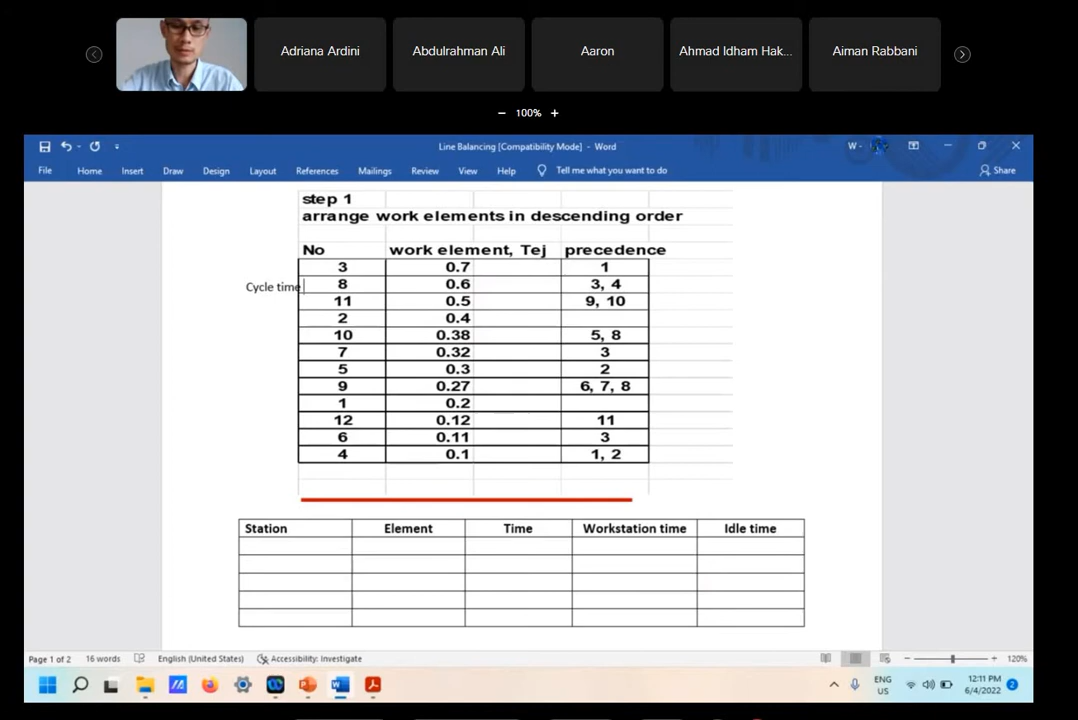 Adriana Ardini
Abdulrahman Ali
Aaron
Ahmad Idham Hak...
Aiman Rabbani
− 100% +
Line Balancing [Compatibility Mode] - Word
W -
File Home Insert Draw Design Layout References Mailings Review View Help Tell me what you want to do Share
step 1
arrange work elements in descending order
No work element, Tej precedence
3 0.7 1
Cycle time 8 0.6 3, 4
11 0.5 9, 10
2 0.4
10 0.38 5, 8
7 0.32 3
5 0.3 2
9 0.27 6, 7, 8
1 0.2
12 0.12 11
6 0.11 3
4 0.1 1, 2
Station Element Time Workstation time Idle time
Page 1 of 2 16 words English (United States) Accessibility: Investigate 120%
ENG 12:11 PM
US 6/4/2022 2